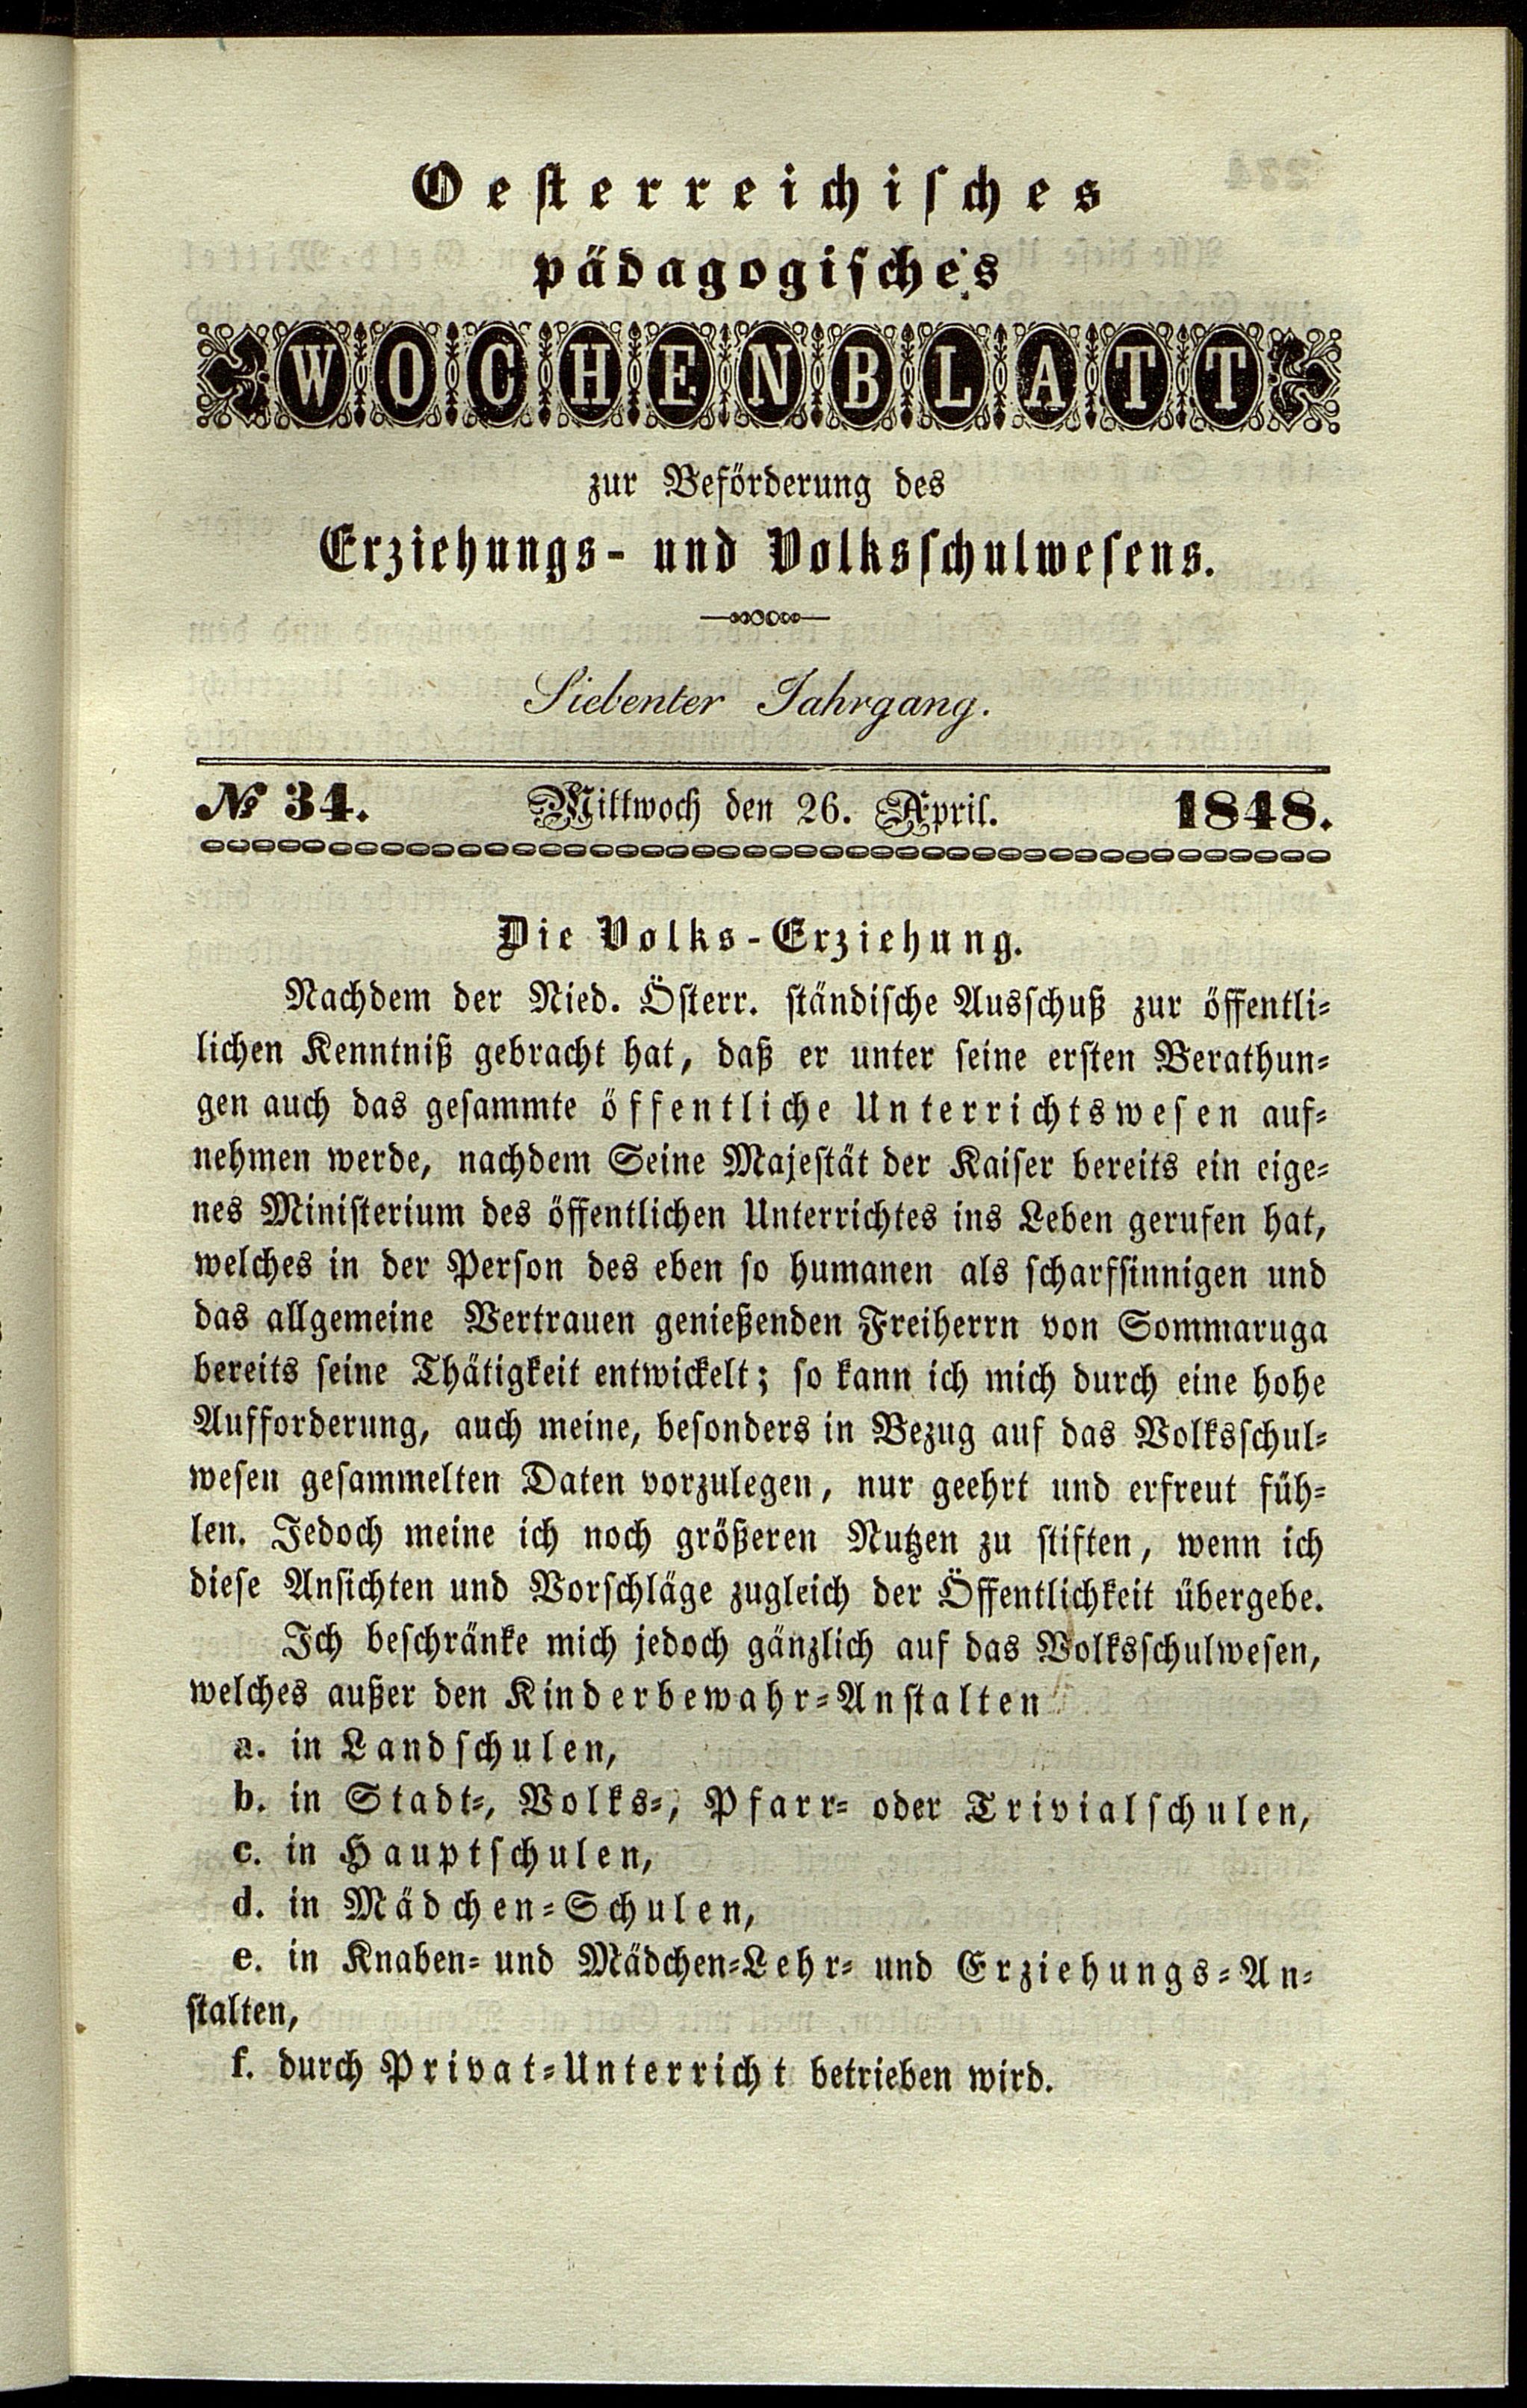 Oesterreichisches
pädagogisches
WOCHENBLATT
zur Beförderung des
Erziehungs- und Volksschulwesens.
Siebenter Jahrgang.
№ 34. Mittwoch den 26. April. 1848.
Die Volks-Erziehung.
Nachdem der Nied. Österr. ständische Ausschuß zur öffentli-
lichen Kenntniß gebracht hat, daß er unter seine ersten Berathun-
gen auch das gesammte öffentliche Unterrichtswesen auf-
nehmen werde, nachdem Seine Majestät der Kaiser bereits ein eige-
nes Ministerium des öffentlichen Unterrichtes ins Leben gerufen hat,
welches in der Person des eben so humanen als scharfsinnigen und
das allgemeine Vertrauen genießenden Freiherrn von Sommaruga
bereits seine Thätigkeit entwickelt; so kann ich mich durch eine hohe
Aufforderung, auch meine, besonders in Bezug auf das Volksschul-
wesen gesammelten Daten vorzulegen, nur geehrt und erfreut füh-
len. Jedoch meine ich noch größeren Nutzen zu stiften, wenn ich
diese Ansichten und Vorschläge zugleich der Öffentlichkeit übergebe.
Ich beschränke mich jedoch gänzlich auf das Volksschulwesen,
welches außer den Kinderbewahr-Anstalten
a. in Landschulen,
b. in Stadt-, Volks-, Pfarr- oder Trivialschulen,
c. in Hauptschulen,
d. in Mädchen-Schulen,
e. in Knaben- und Mädchen-Lehr- und Erziehungs-An-
stalten,
f. durch Privat-Unterricht betrieben wird.